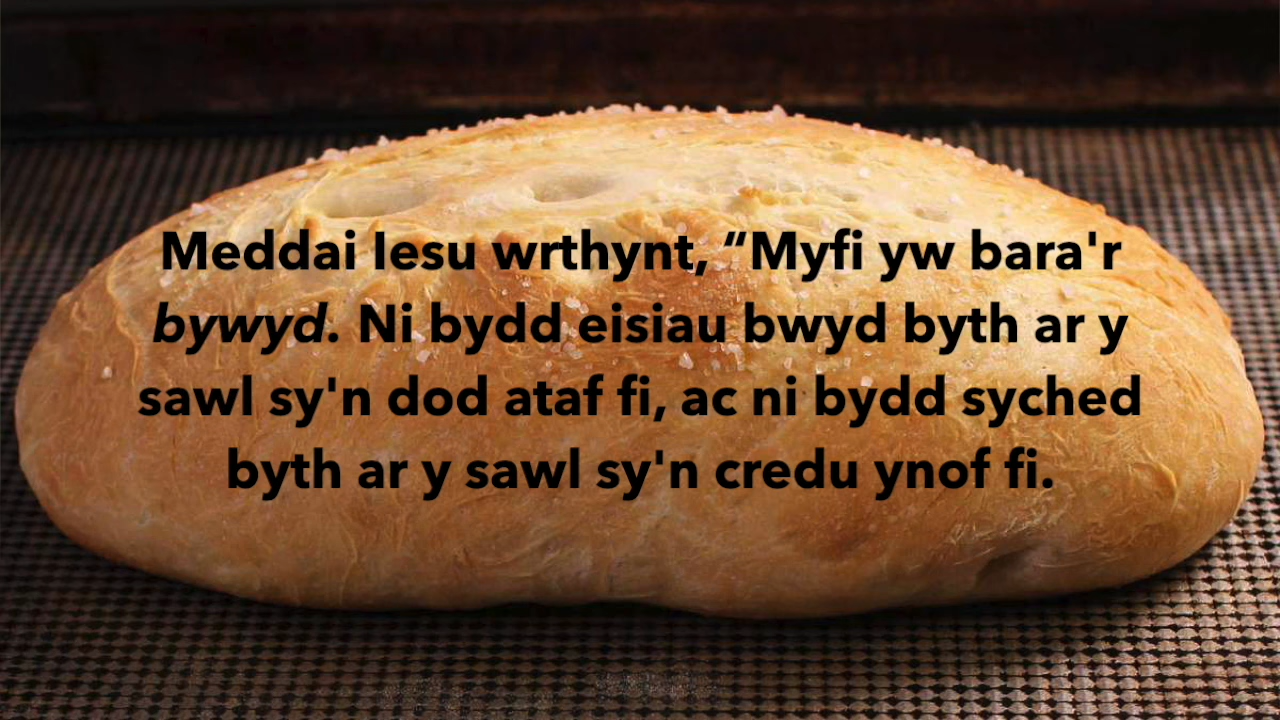 Meddai Iesu wrthynt, “Myfi yw bara'r
bywyd. Ni bydd eisiau bwyd byth ar y
sawl sy'n dod ataf fi, ac ni bydd syched
byth ar y sawl sy'n credu ynof fi.